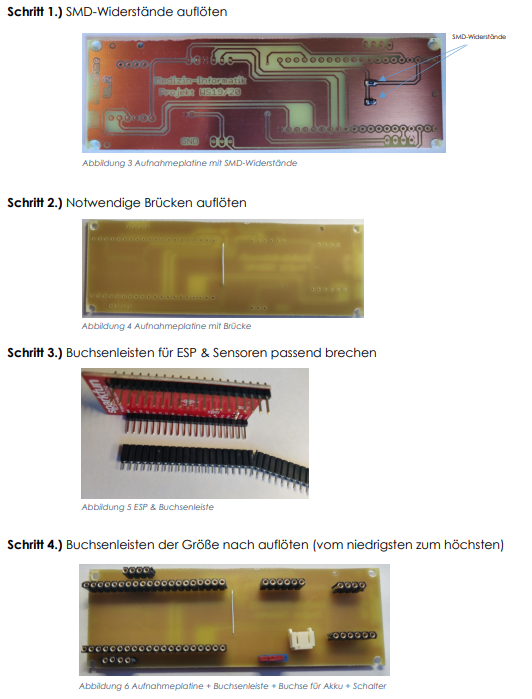 Schritt 1.) SMD-Widerstände auflöten
SMD-Widerstände
Medizin-Informatik
Projekt WS19/20
GND
Abbildung 3 Aufnahmeplatine mit SMD-Widerstände
Schritt 2.) Notwendige Brücken auflöten
Abbildung 4 Aufnahmeplatine mit Brücke
Schritt 3.) Buchsenleisten für ESP & Sensoren passend brechen
Abbildung 5 ESP & Buchsenleiste
Schritt 4.) Buchsenleisten der Größe nach auflöten (vom niedrigsten zum höchsten)
Abbildung 6 Aufnahmeplatine + Buchsenleiste + Buchse für Akku + Schalter